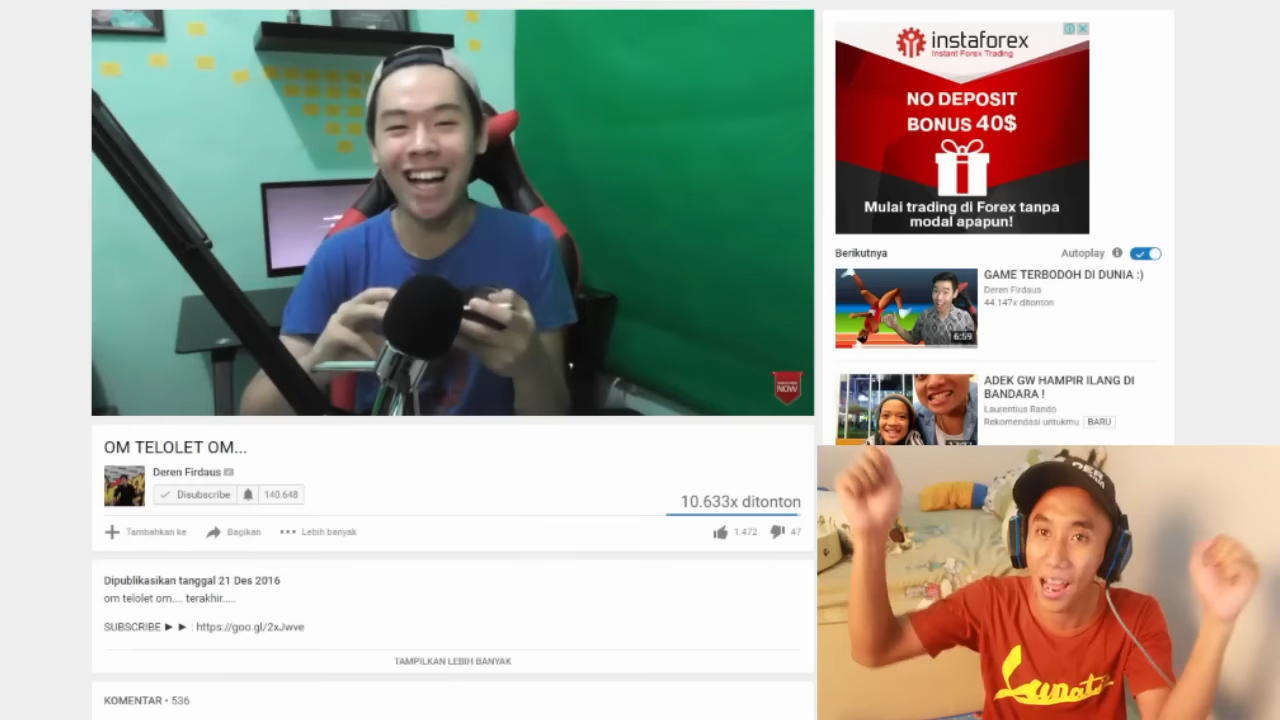 NOW
OM TELOLET OM...
Deren Firdaus
Disubscribe 140.648
10.633x ditonton
Tambahkan ke Bagikan Lebih banyak 1.472 47
Dipublikasikan tanggal 21 Des 2016
om telolet om.... terakhir.....
SUBSCRIBE ► ► : https://goo.gl/2xJwve
TAMPILKAN LEBIH BANYAK
KOMENTAR • 536
instaforex
Instant Forex Trading
NO DEPOSIT
BONUS 40$
Mulai trading di Forex tanpa
modal apapun!
Berikutnya Autoplay
GAME TERBODOH DI DUNIA :)
Deren Firdaus
44.147x ditonton
6:59
ADEK GW HAMPIR ILANG DI
BANDARA !
Laurentius Rando
Rekomendasi untukmu BARU
Lunatz